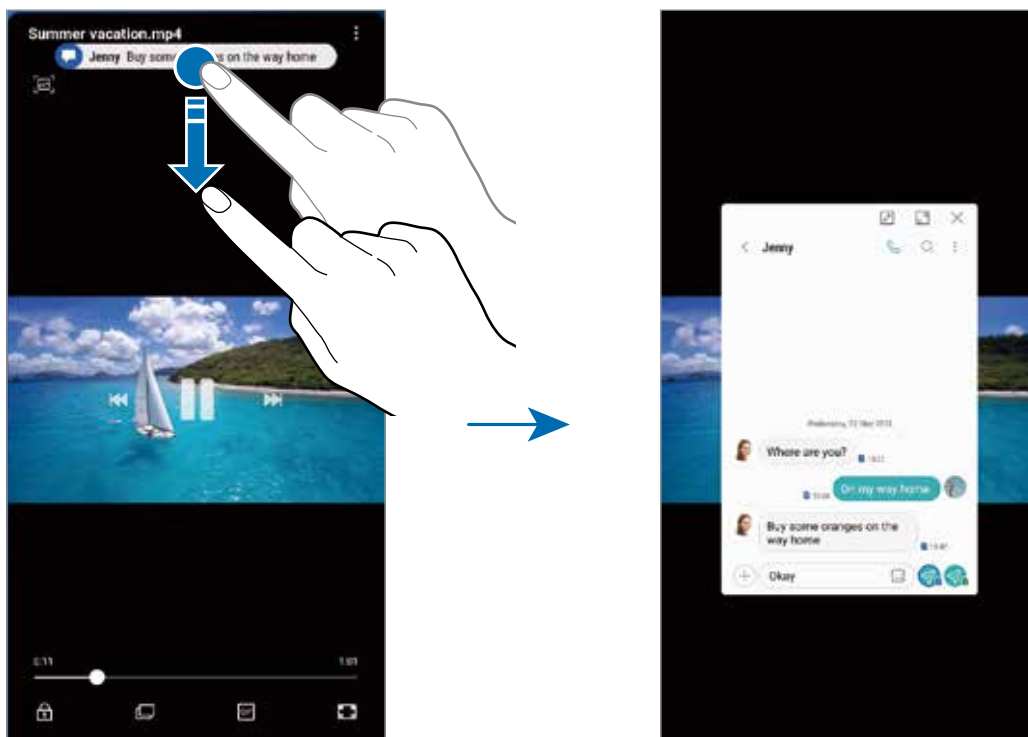 Summer vacation.mp4
Jenny Buy some s on the way home
0:11
1:01
Jenny
Where are you?
On my way home
Buy some oranges on the
way home
Okay